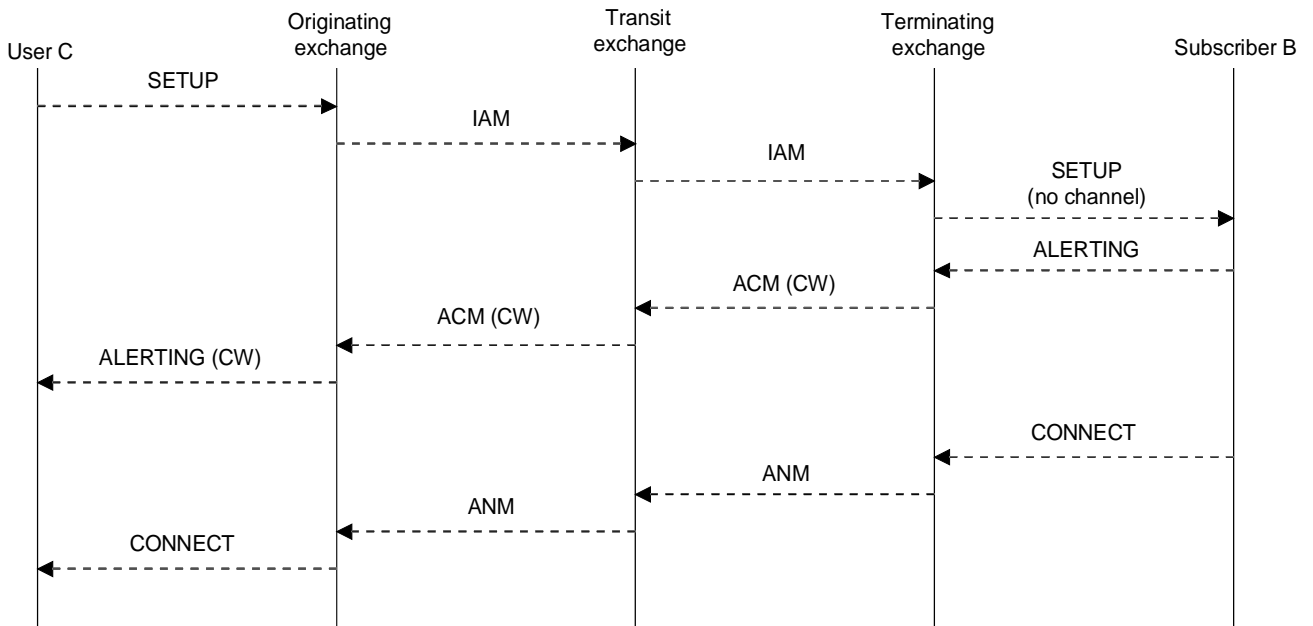 User C
Originating
exchange
Transit
exchange
Terminating
exchange
Subscriber B
SETUP
IAM
IAM
SETUP
(no channel)
ALERTING
ACM (CW)
ACM (CW)
ALERTING (CW)
CONNECT
ANM
ANM
CONNECT